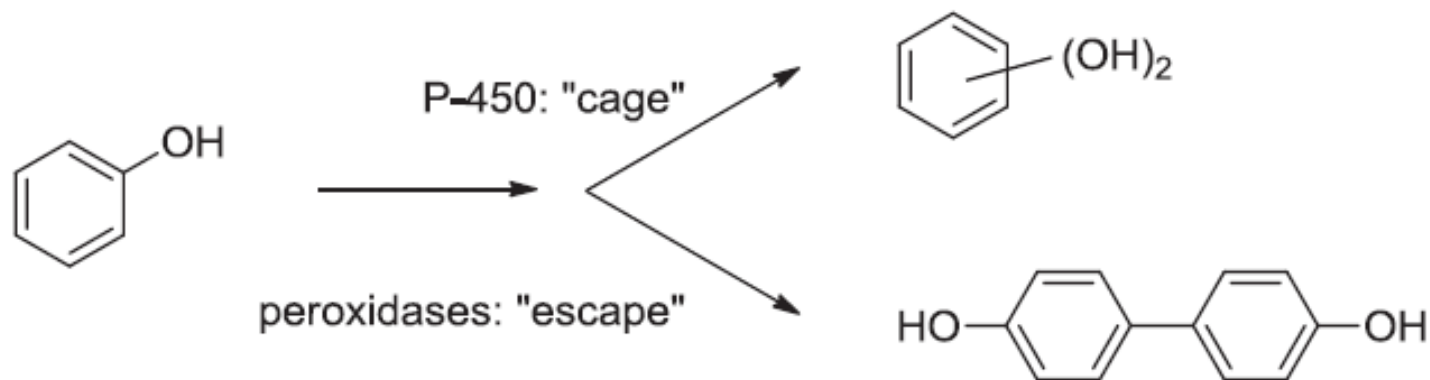 (OH)2
P-450: "cage"
OH
peroxidases: "escape"
HO
OH